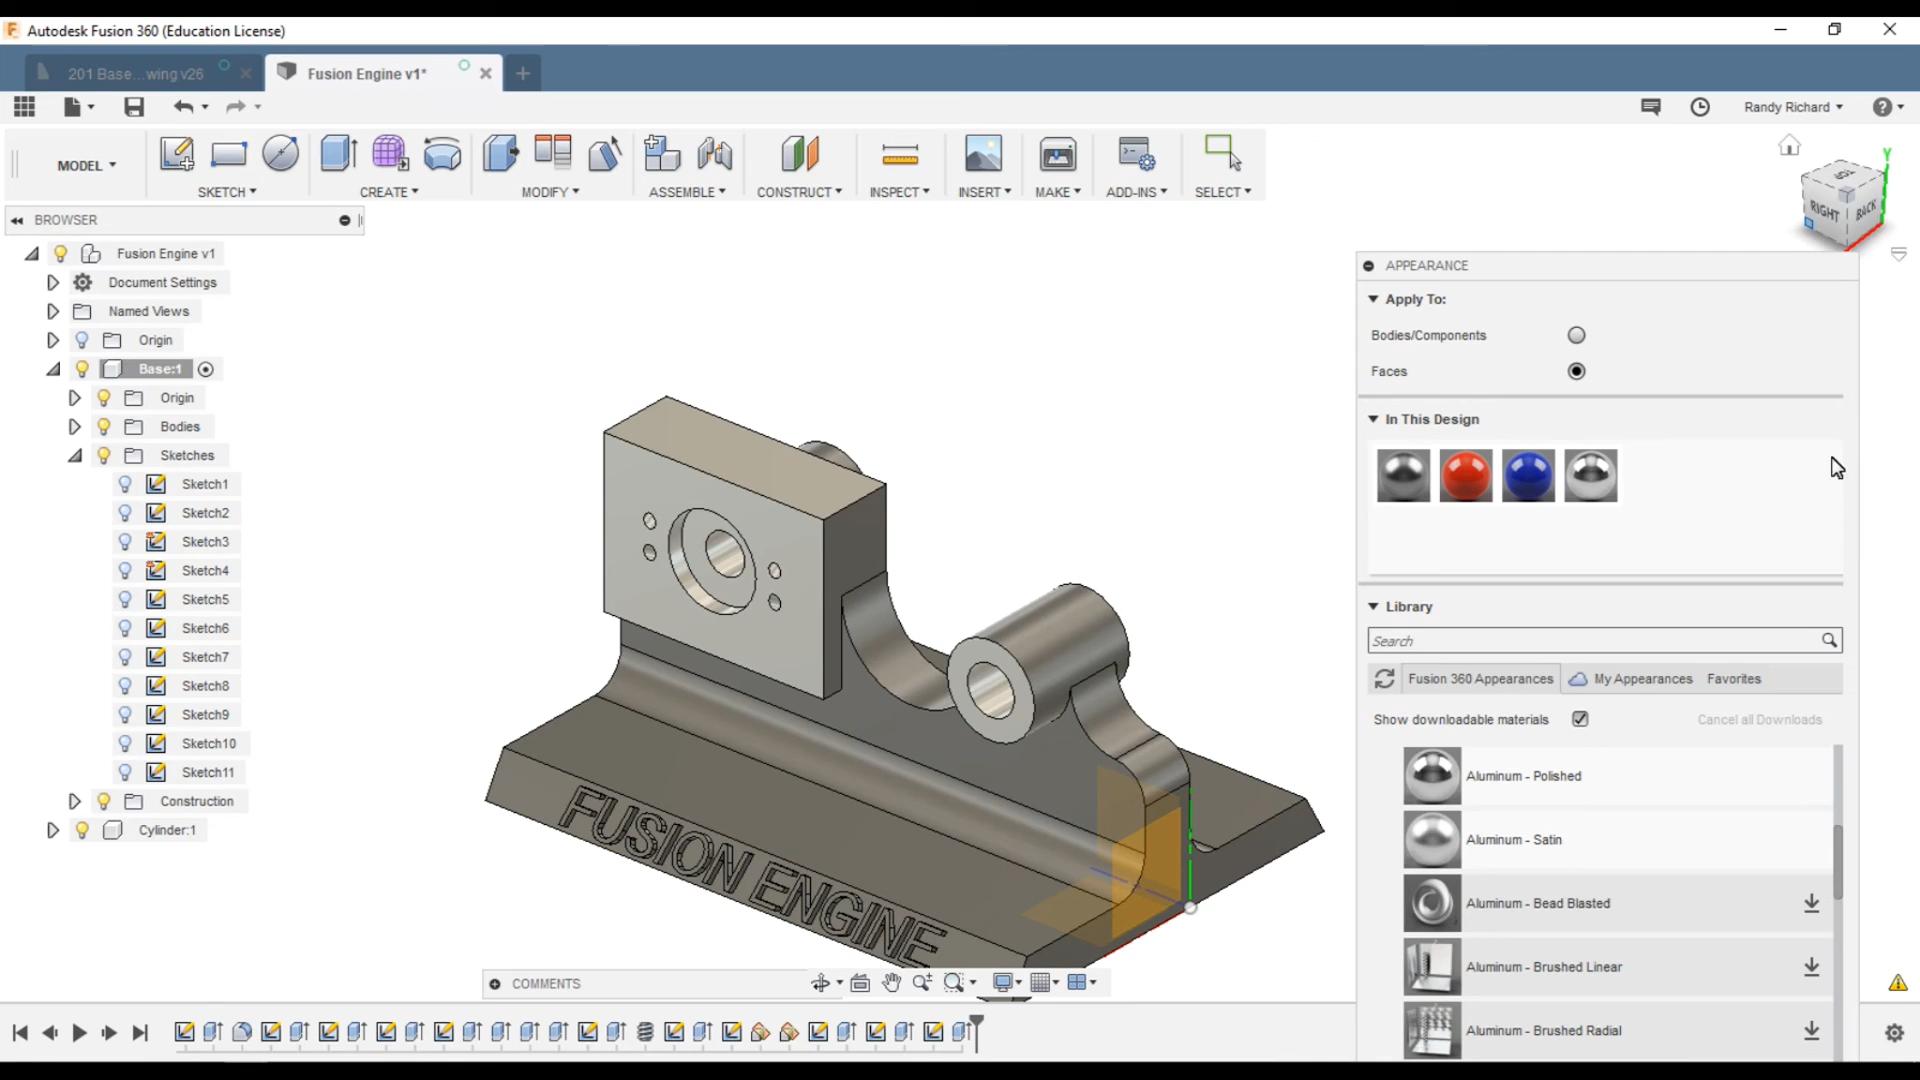 Autodesk Fusion 360 (Education License)
201 Base...wing v26
Fusion Engine v1*
Randy Richard
MODEL
SKETCH
CREATE
MODIFY
ASSEMBLE
CONSTRUCT
INSPECT
INSERT
MAKE
ADD-INS
SELECT
TOP
RIGHT
BACK
Y
BROWSER
Fusion Engine v1
Document Settings
Named Views
Origin
Base:1
Origin
Bodies
Sketches
Sketch1
Sketch2
Sketch3
Sketch4
Sketch5
Sketch6
Sketch7
Sketch8
Sketch9
Sketch10
Sketch11
Construction
Cylinder:1
FUSION ENGINE
APPEARANCE
Apply To:
Bodies/Components
Faces
In This Design
Library
Search
Fusion 360 Appearances
My Appearances
Favorites
Show downloadable materials
Cancel all Downloads
Aluminum - Polished
Aluminum - Satin
Aluminum - Bead Blasted
Aluminum - Brushed Linear
Aluminum - Brushed Radial
COMMENTS